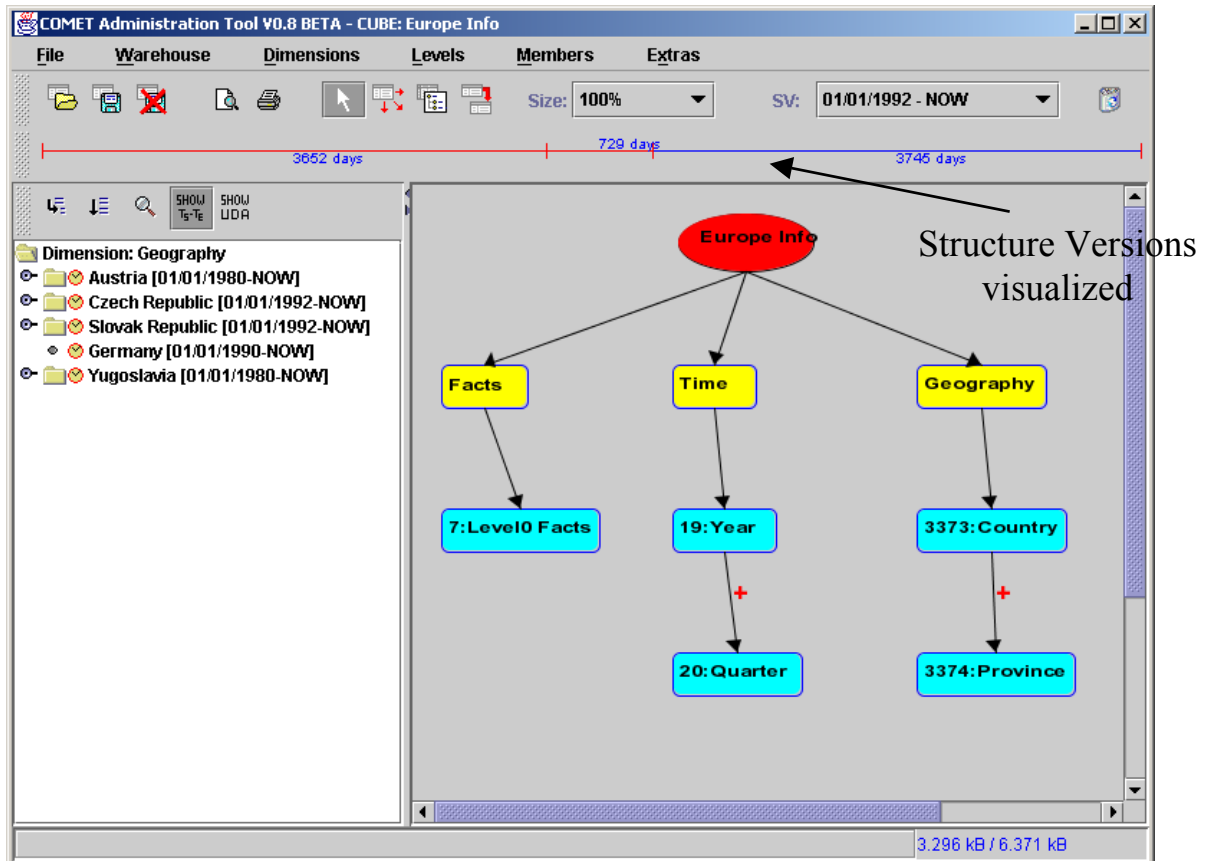 COMET Administration Tool V0.8 BETA - CUBE: Europe Info
File Warehouse Dimensions Levels Members Extras
Size: 100% SV: 01/01/1992 - NOW
3652 days 729 days 3745 days
SHOW Ts-TE SHOW UDA
Structure Versions
visualized
Dimension: Geography
Austria [01/01/1980-NOW]
Czech Republic [01/01/1992-NOW]
Slovak Republic [01/01/1992-NOW]
Germany [01/01/1990-NOW]
Yugoslavia [01/01/1980-NOW]
Europe Info
Facts Time Geography
7:Level0 Facts 19:Year 3373:Country
+ +
20:Quarter 3374:Province
3.296 kB / 6.371 kB